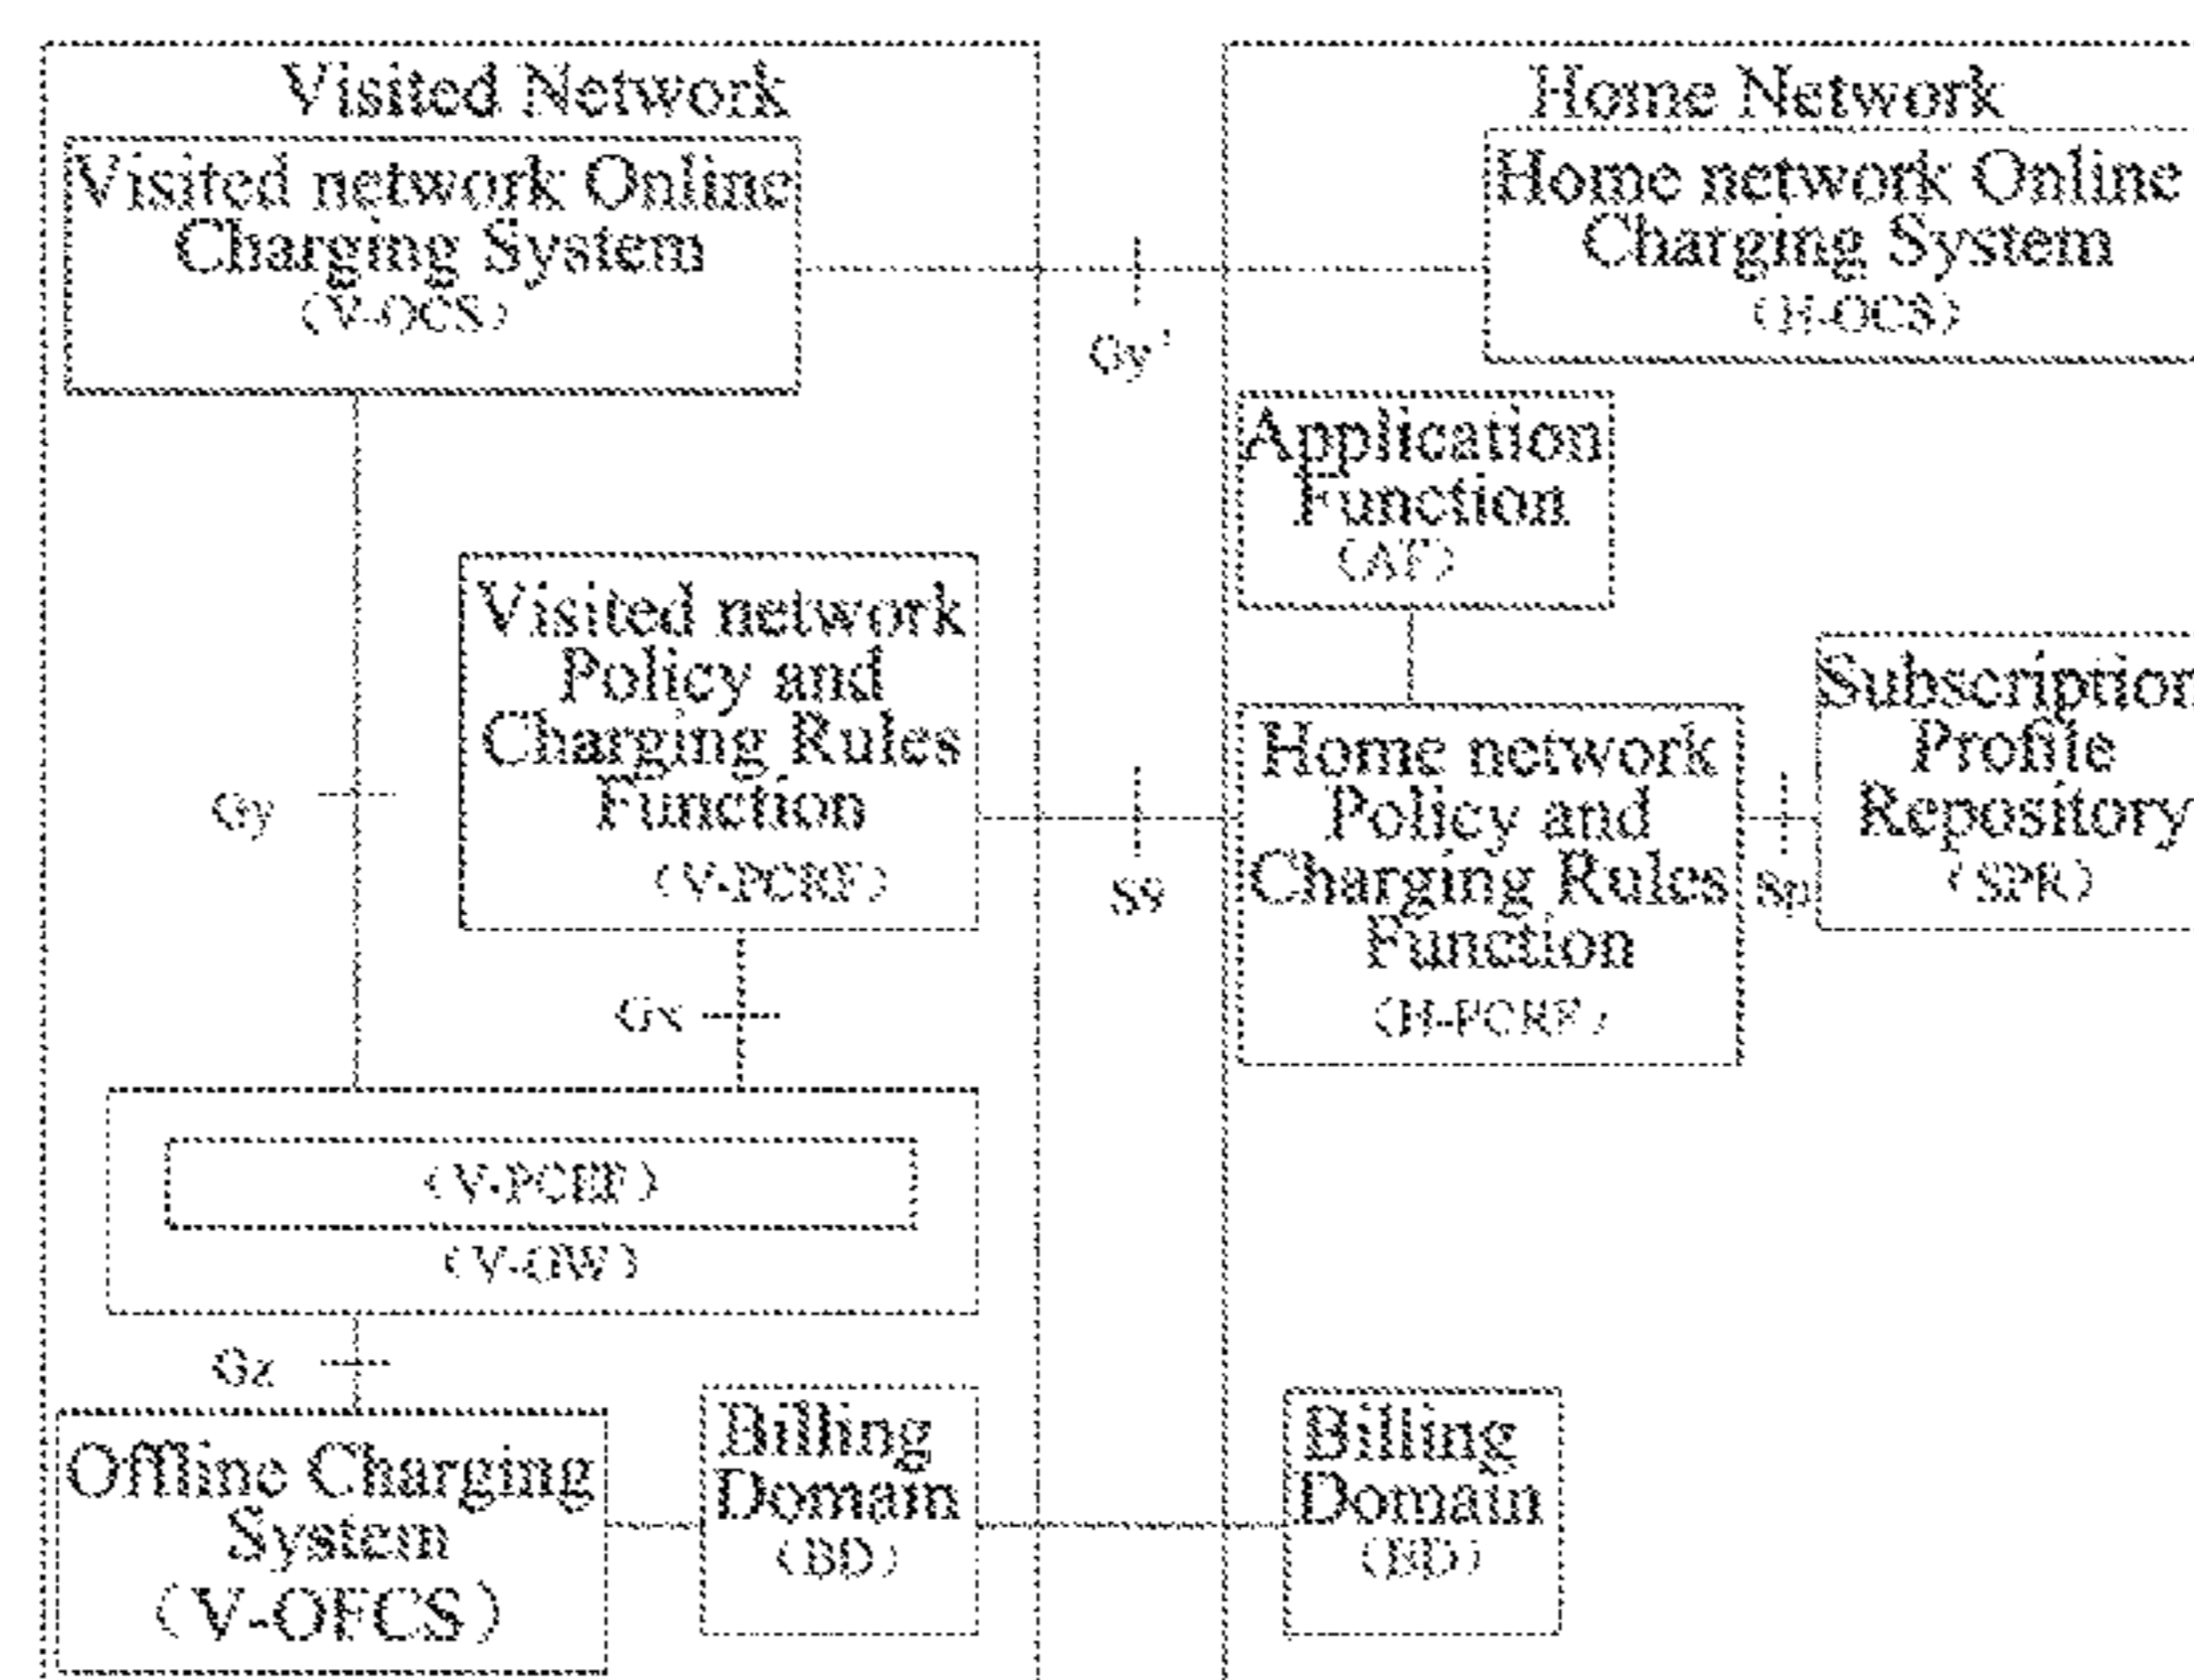 Visited Network
Visited network Online
Charging System
(V-OCS)
Gy
Visited network
Policy and
Charging Rules
Function
(V-PCRF)
Gx
(V-PCEF)
(V-GW)
Gz
Offline Charging
System
(V-OFCS)
Billing
Domain
(BD)
Gy'
S9
Home Network
Home network Online
Charging System
(H-OCS)
Application
Function
(AF)
Home network
Policy and
Charging Rules
Function
(H-PCRF)
Sp
Subscription
Profile
Repository
(SPR)
Billing
Domain
(BD)